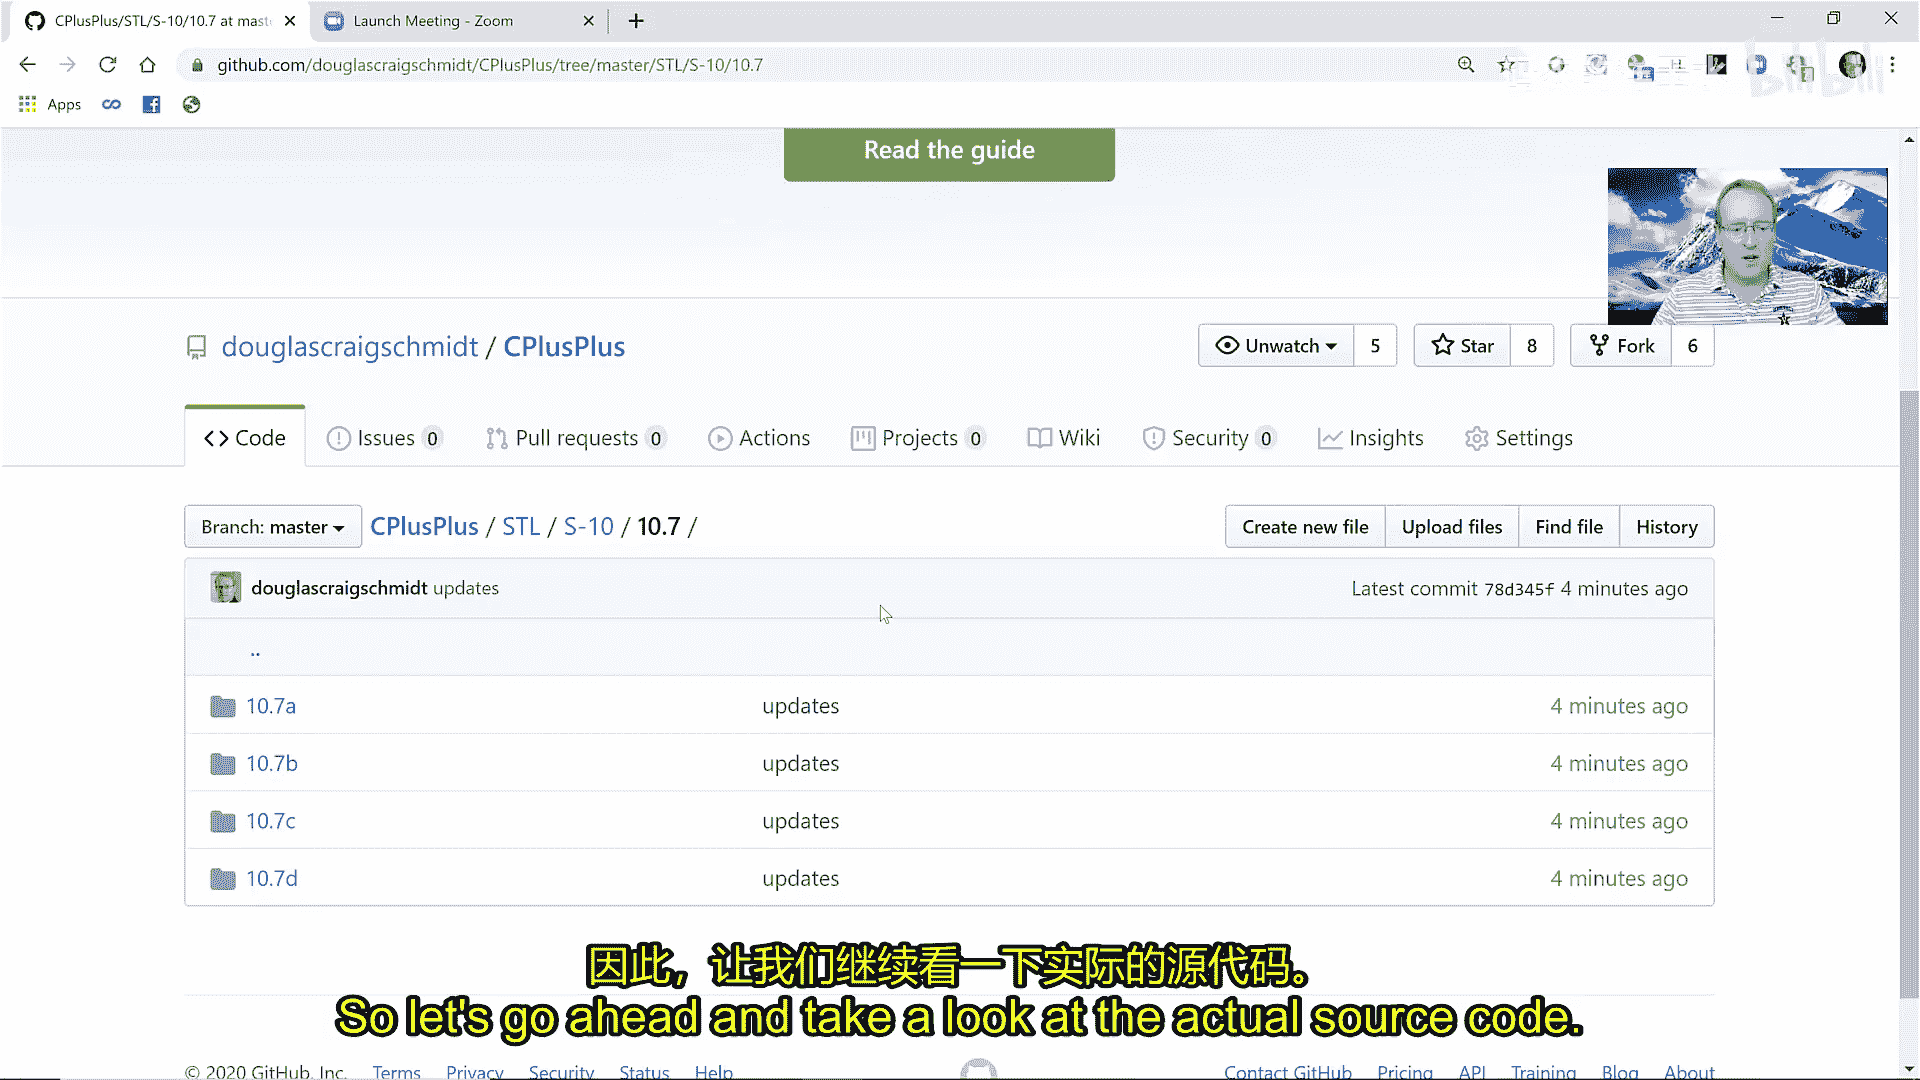 CPlusPlus/STL/S-10/10.7 at mast
Launch Meeting - Zoom
github.com/douglascraigschmidt/CPlusPlus/tree/master/STL/S-10/10.7
Apps
bilibili
Read the guide
douglascraigschmidt / CPlusPlus
Unwatch 5 Star 8 Fork 6
Code Issues 0 Pull requests 0 Actions Projects 0 Wiki Security 0 Insights Settings
Branch: master CPlusPlus / STL / S-10 / 10.7 / Create new file Upload files Find file History
douglascraigschmidt updates Latest commit 78d345f 4 minutes ago
..
10.7a updates 4 minutes ago
10.7b updates 4 minutes ago
10.7c updates 4 minutes ago
10.7d updates 4 minutes ago
因此，让我们继续看一下实际的源代码。
So let's go ahead and take a look at the actual source code.
© 2020 GitHub, Inc. Terms Privacy Security Status Help Contact GitHub Pricing API Training Blog About